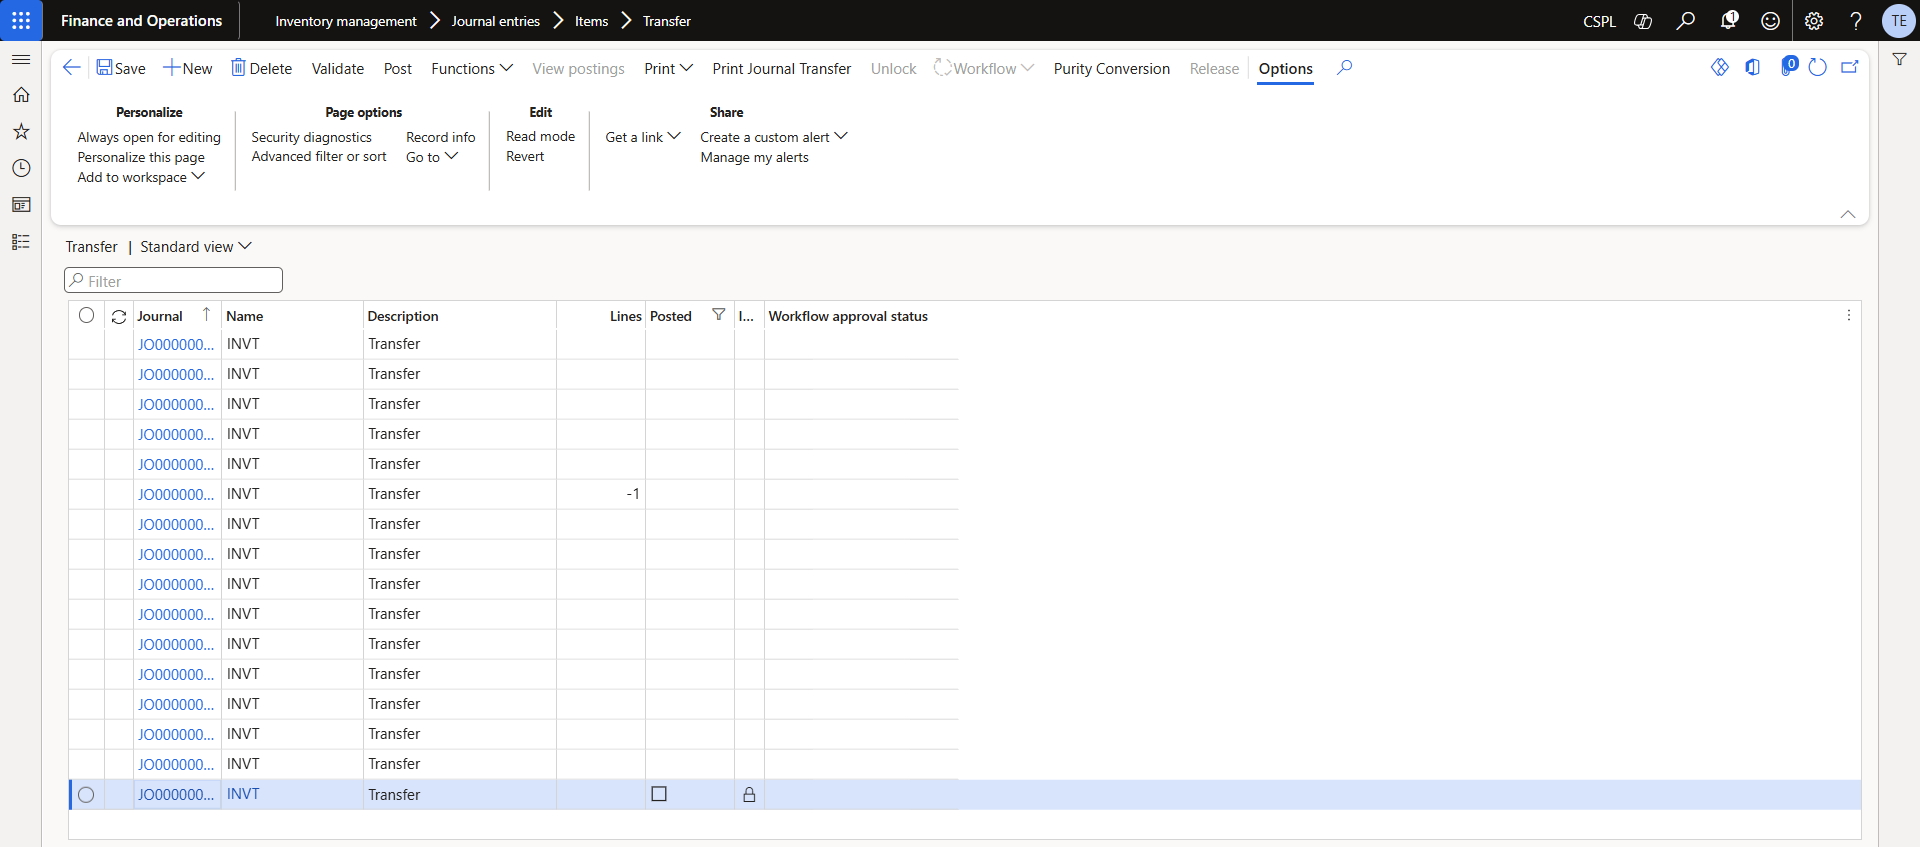 Finance and Operations
Inventory management Journal entries Items Transfer
CSPL
1
TE
Save New Delete Validate Post Functions View postings Print Print Journal Transfer Unlock Workflow Purity Conversion Release Options
0
Personalize
Always open for editing
Personalize this page
Add to workspace
Page options
Security diagnostics Record info
Advanced filter or sort Go to
Edit
Read mode
Revert
Share
Get a link Create a custom alert
Manage my alerts
Transfer | Standard view
Filter
Journal Name Description Lines Posted I... Workflow approval status
JO000000... INVT Transfer
JO000000... INVT Transfer
JO000000... INVT Transfer
JO000000... INVT Transfer
JO000000... INVT Transfer
JO000000... INVT Transfer -1
JO000000... INVT Transfer
JO000000... INVT Transfer
JO000000... INVT Transfer
JO000000... INVT Transfer
JO000000... INVT Transfer
JO000000... INVT Transfer
JO000000... INVT Transfer
JO000000... INVT Transfer
JO000000... INVT Transfer
JO000000... INVT Transfer